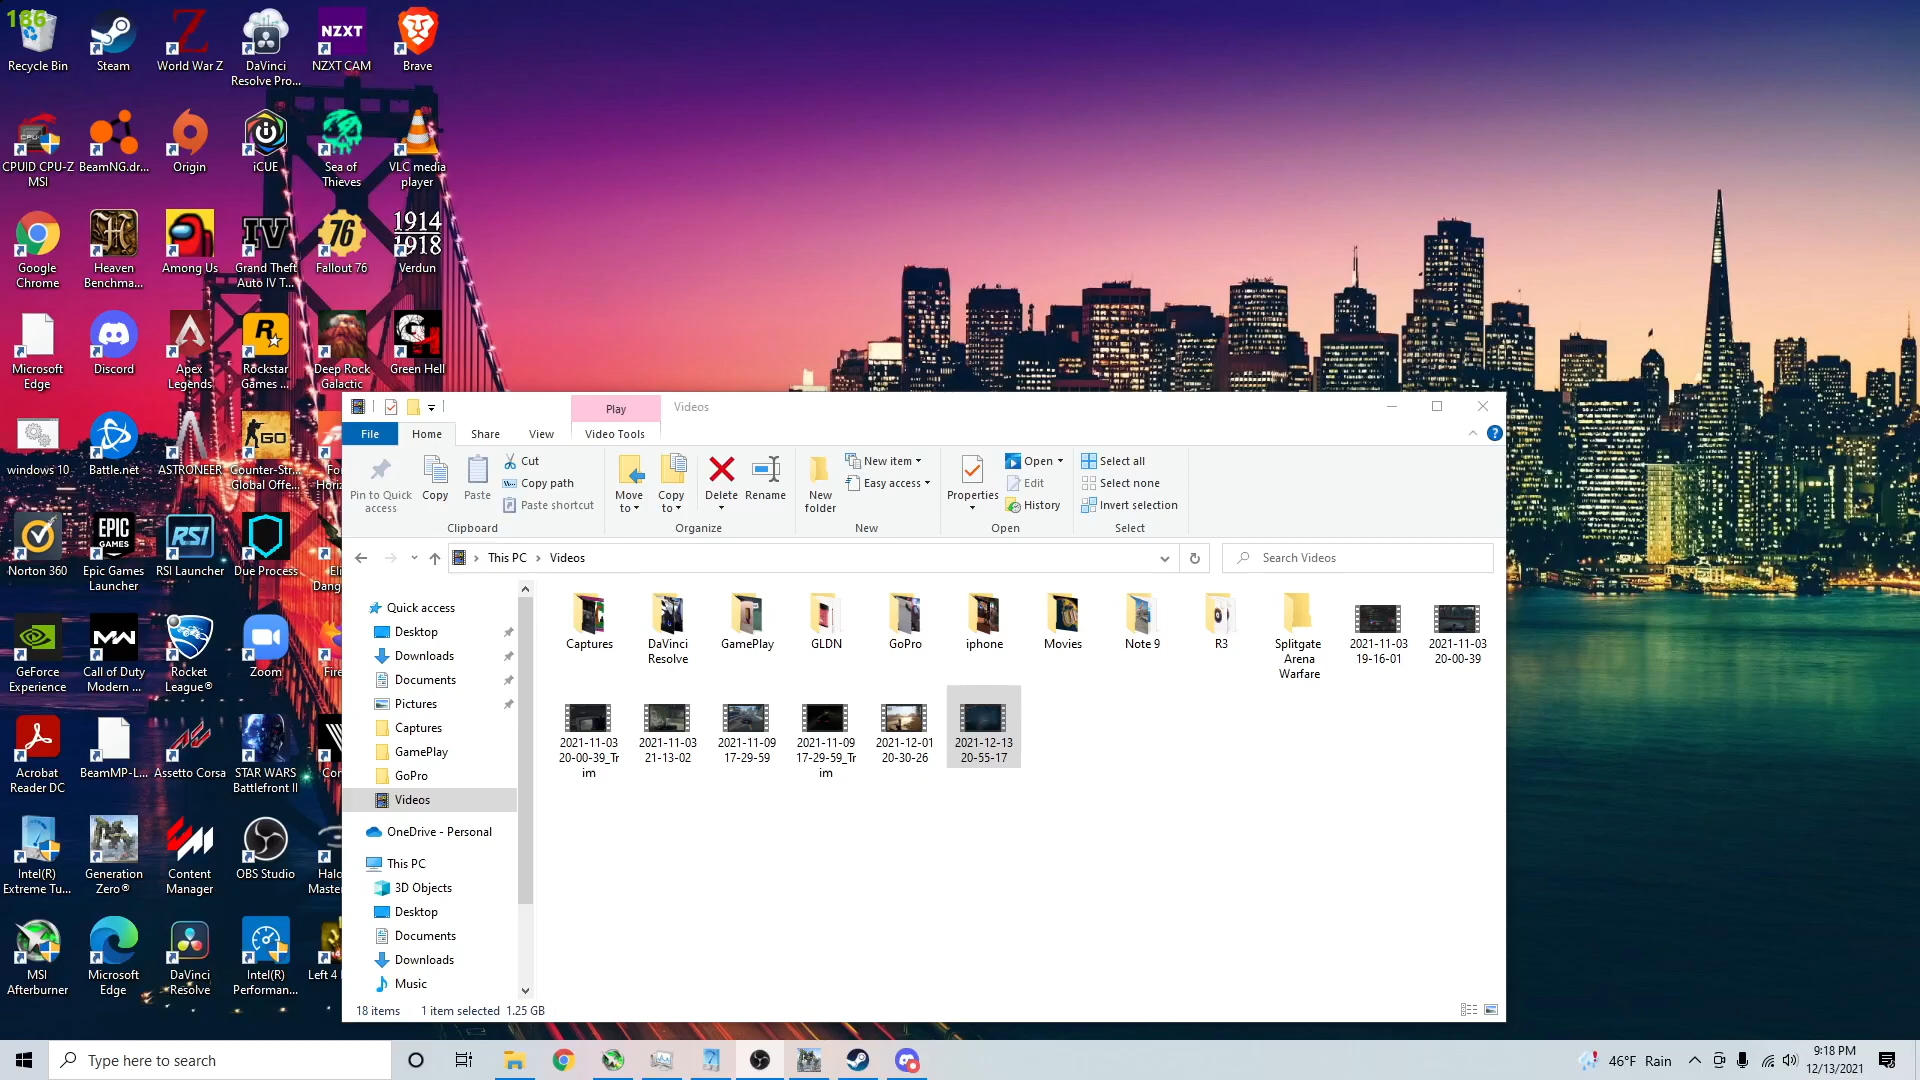 186
Recycle Bin
Steam
World War Z
DaVinci
Resolve Pro...
NZXT
NZXT CAM
Brave
CPUID CPU-Z
MSI
BeamNG.dr...
Origin
iCUE
Sea of
Thieves
VLC media
player
Google
Chrome
Heaven
Benchma...
Among Us
IV
Grand Theft
Auto IV T...
76
Fallout 76
1914
1918
Verdun
Microsoft
Edge
Discord
Apex
Legends
Rockstar
Games ...
Deep Rock
Galactic
GH
Green Hell
windows 10
Battle.net
ASTRONEER
GO
Counter-Str...
Global Offe...
Norton 360
EPIC
GAMES
Epic Games
Launcher
RSI
RSI Launcher
Due Process
GeForce
Experience
MW
Call of Duty
Modern ...
Rocket
League®
Zoom
Acrobat
Reader DC
BeamMP-L...
Assetto Corsa
STAR WARS
Battlefront II
Intel(R)
Extreme Tu...
Generation
Zero®
Content
Manager
OBS Studio
Halo
Master
MSI
Afterburner
Microsoft
Edge
DaVinci
Resolve
Intel(R)
Performan...
Left 4
Play
Videos
File
Home
Share
View
Video Tools
Pin to Quick
access
Copy
Paste
Cut
Copy path
Paste shortcut
Clipboard
Move
to
Copy
to
Delete
Rename
Organize
New
folder
New item
Easy access
New
Properties
Open
Edit
History
Open
Select all
Select none
Invert selection
Select
This PC
Videos
Search Videos
Quick access
Desktop
Downloads
Documents
Pictures
Captures
GamePlay
GoPro
Videos
OneDrive - Personal
This PC
3D Objects
Desktop
Documents
Downloads
Music
Captures
DaVinci
Resolve
GamePlay
GLDN
GoPro
iphone
Movies
Note 9
R3
Splitgate
Arena
Warfare
2021-11-03
19-16-01
2021-11-03
20-00-39
2021-11-03
20-00-39_Tr
im
2021-11-03
21-13-02
2021-11-09
17-29-59
2021-11-09
17-29-59_Tr
im
2021-12-01
20-30-26
2021-12-13
20-55-17
18 items
1 item selected
1.25 GB
Type here to search
46°F Rain
9:18 PM
12/13/2021